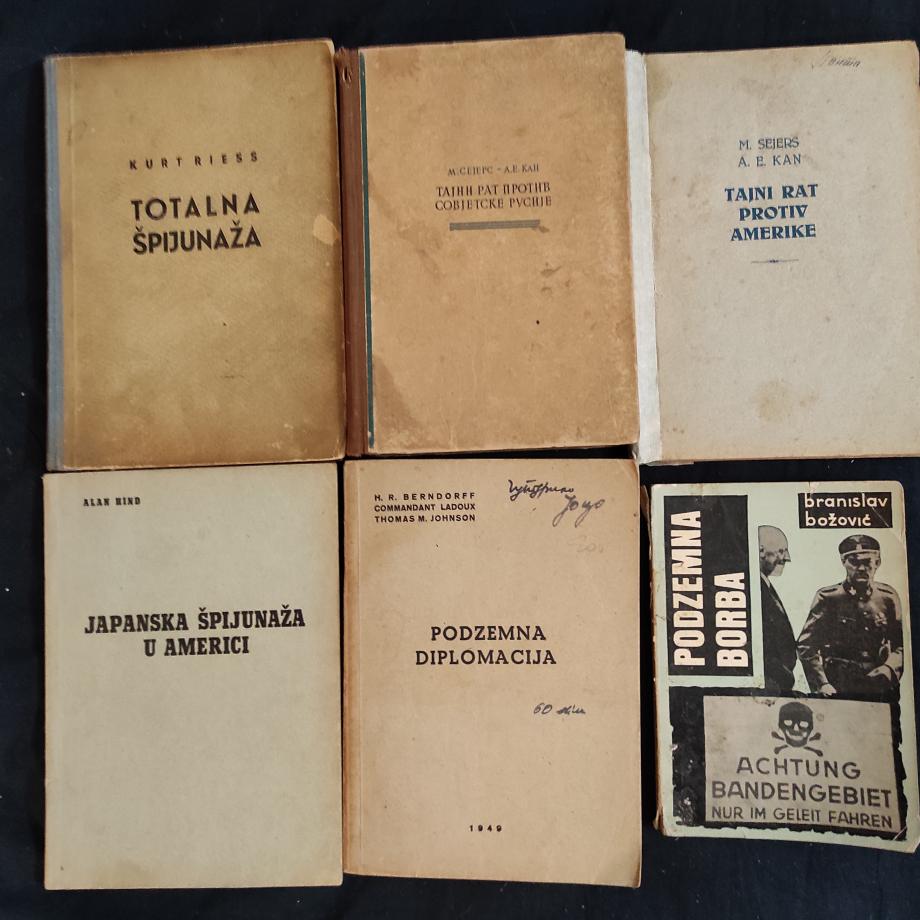 KURT RIESS
TOTALNA
ŠPIJUNAŽA
М. СЕЈЕРС - А.Е. КАН
ТАЈНИ РАТ ПРОТИВ
СОВЈЕТСКЕ РУСИЈЕ
M. SEJERS
A. E. KAN
TAJNI RAT
PROTIV
AMERIKE
ALAN HIND
JAPANSKA ŠPIJUNAŽA
U AMERICI
H. R. BERNDORFF
COMMANDANT LADOUX
THOMAS M. JOHNSON
PODZEMNA
DIPLOMACIJA
60 din
1949
branislav
božović
PODZEMNA
BORBA
ACHTUNG
BANDENGEBIET
NUR IM GELEIT FAHREN